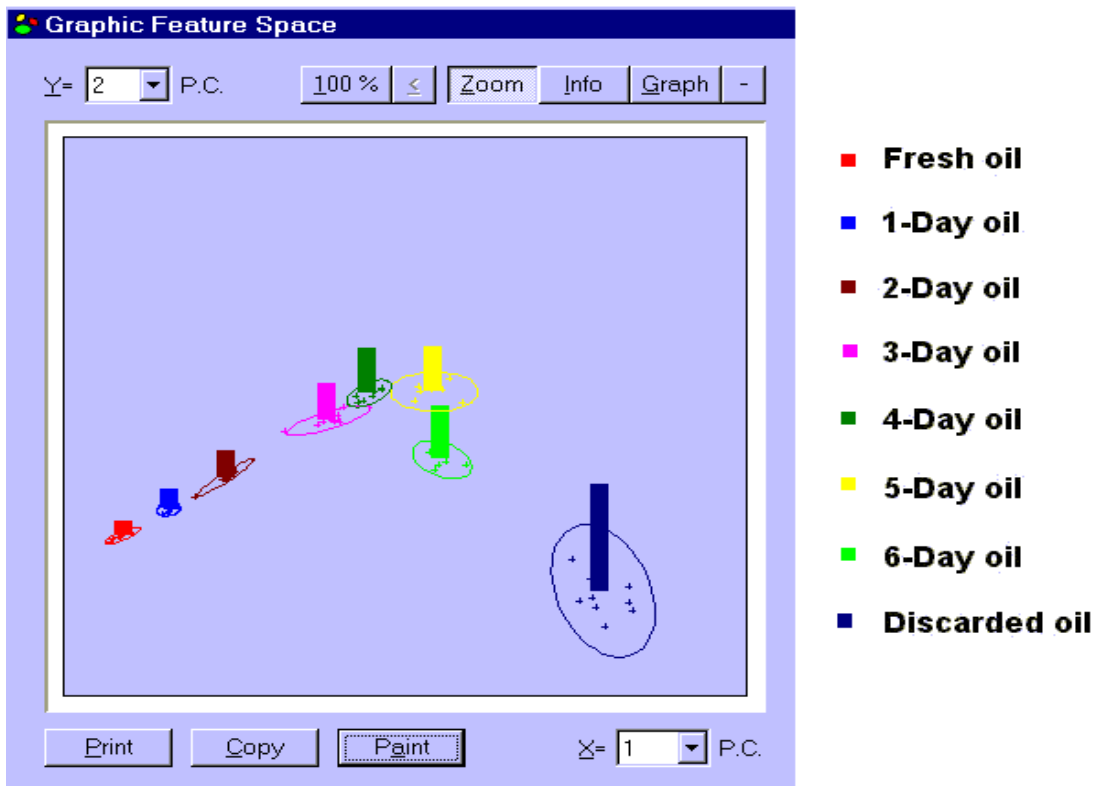 Graphic Feature Space
Y= 2 P.C. 100 % < Zoom Info Graph -
Fresh oil
1-Day oil
2-Day oil
3-Day oil
4-Day oil
5-Day oil
6-Day oil
Discarded oil
Print Copy Paint X= 1 P.C.